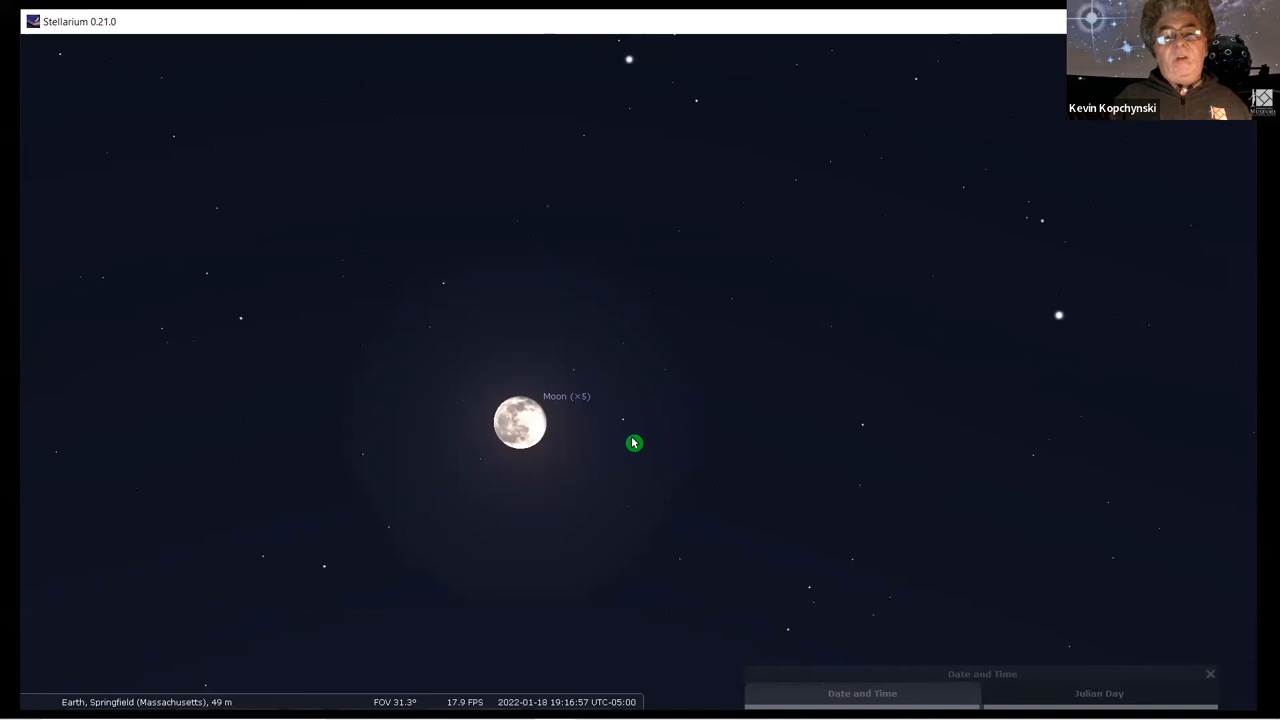 Stellarium 0.21.0
Kevin Kopchynski
Moon (×5)
Date and Time
Date and Time
Julian Day
Earth, Springfield (Massachusetts), 49 m
FOV 31.3°
17.9 FPS
2022-01-18 19:16:57 UTC-05:00